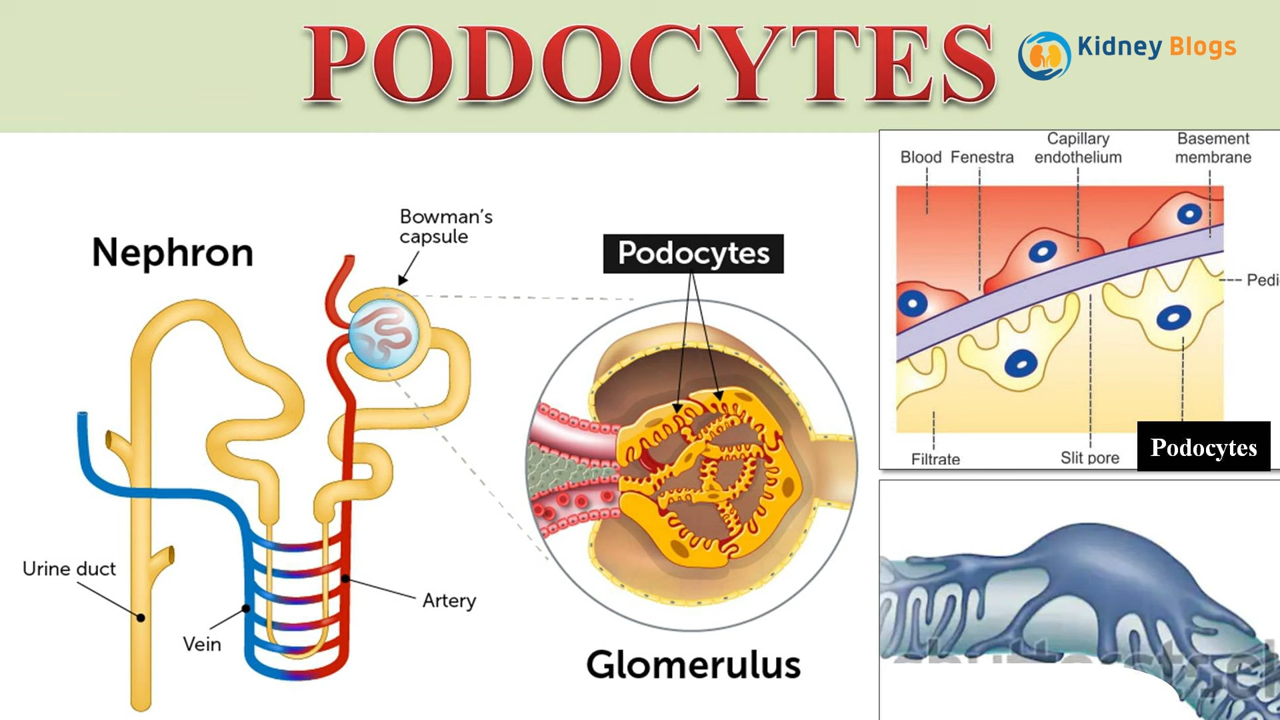 PODOCYTES
Kidney Blogs
Nephron
Bowman's
capsule
Urine duct
Vein
Artery
Podocytes
Glomerulus
Blood
Fenestra
Capillary
endothelium
Basement
membrane
Pedi
Filtrate
Slit pore
Podocytes